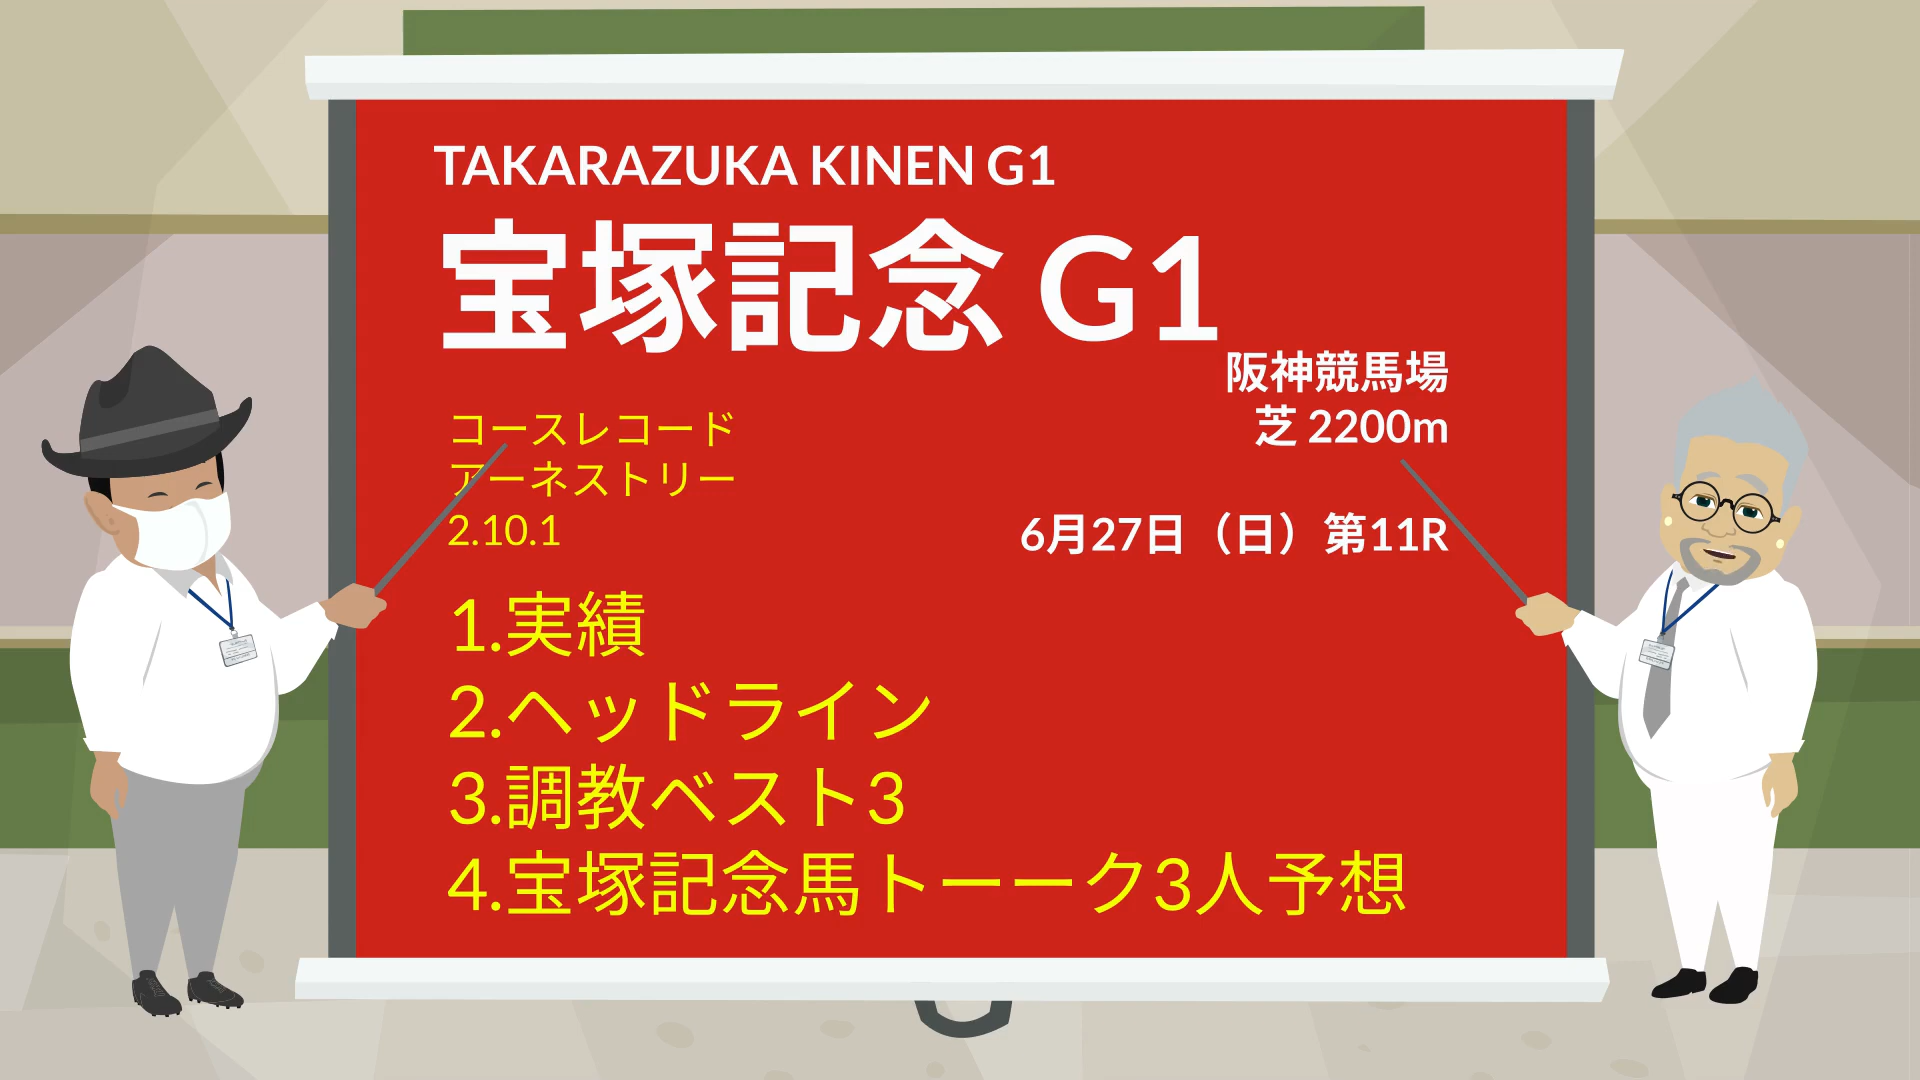 TAKARAZUKA KINEN G1
宝塚記念 G1
阪神競馬場
芝 2200m
コースレコード
アーネストリー
2.10.1
6月27日（日）第11R
1.実績
2.ヘッドライン
3.調教ベスト3
4.宝塚記念馬トーーク3人予想